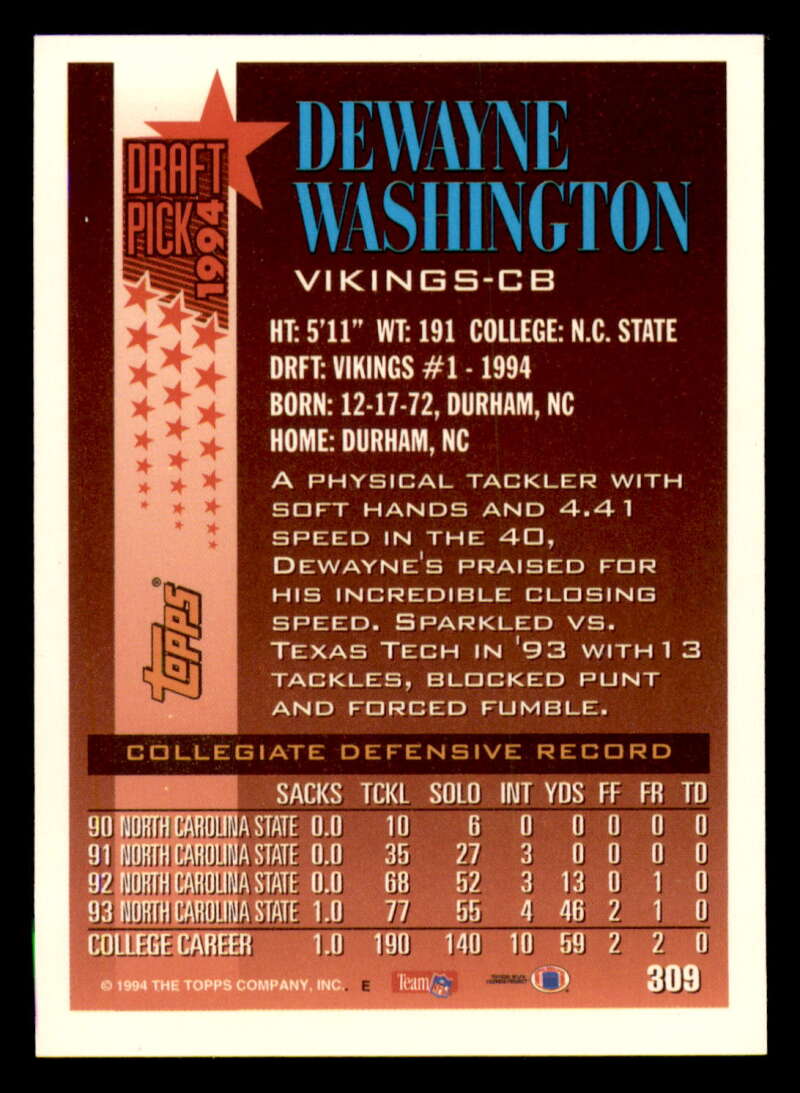 DRAFT
PICK
1994
DEWAYNE
WASHINGTON
VIKINGS-CB
HT: 5'11" WT: 191 COLLEGE: N.C. STATE
DRFT: VIKINGS #1 - 1994
BORN: 12-17-72, DURHAM, NC
HOME: DURHAM, NC
A PHYSICAL TACKLER WITH
SOFT HANDS AND 4.41
SPEED IN THE 40,
DEWAYNE'S PRAISED FOR
HIS INCREDIBLE CLOSING
SPEED. SPARKLED VS.
TEXAS TECH IN '93 WITH 13
TACKLES, BLOCKED PUNT
AND FORCED FUMBLE.
TOPPS®
COLLEGIATE DEFENSIVE RECORD
SACKS TCKL SOLO INT YDS FF FR TD
90 NORTH CAROLINA STATE 0.0 10 6 0 0 0 0 0
91 NORTH CAROLINA STATE 0.0 35 27 3 0 0 0 0
92 NORTH CAROLINA STATE 0.0 68 52 3 13 0 1 0
93 NORTH CAROLINA STATE 1.0 77 55 4 46 2 1 0
COLLEGE CAREER 1.0 190 140 10 59 2 2 0
© 1994 THE TOPPS COMPANY, INC. E Team NFL 309